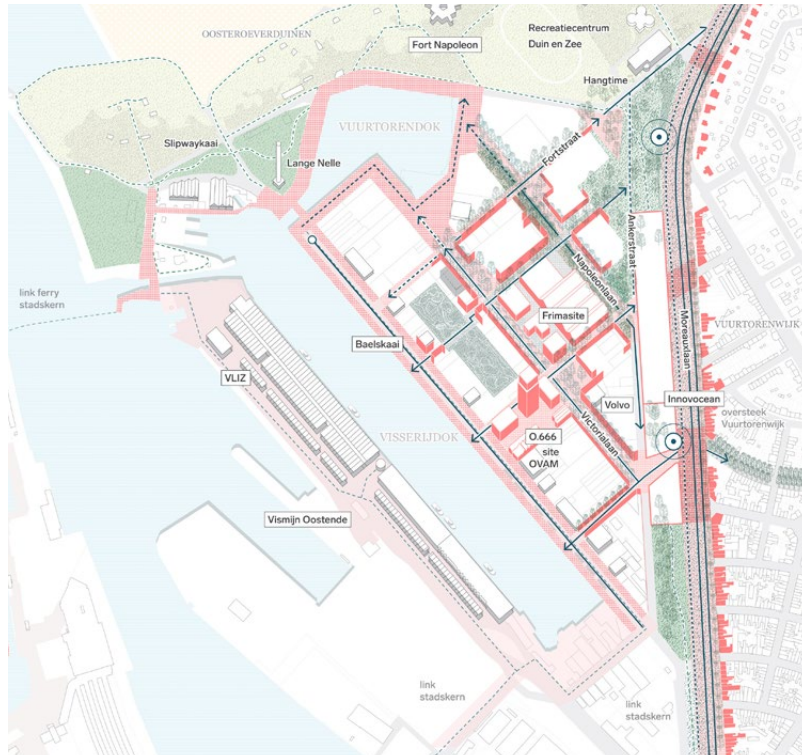 OOSTEROEVERDUINEN
Fort Napoleon
Recreatiecentrum
Duin en Zee
Hangtime
VUURTORENDOK
Slipwaykaai
Lange Nelle
Fortstraat
Ankerstraat
Napoleonlaan
link ferry
stadskern
Baelskaai
Frimasite
Moreauxlaan
VUURTORENWIJK
VLIZ
Volvo
Innovocean
Victorialaan
oversteek
Vuurtorenwijk
VISSERIJDOK
O.666
site
OVAM
Vismijn Oostende
link
stadskern
link
stadskern